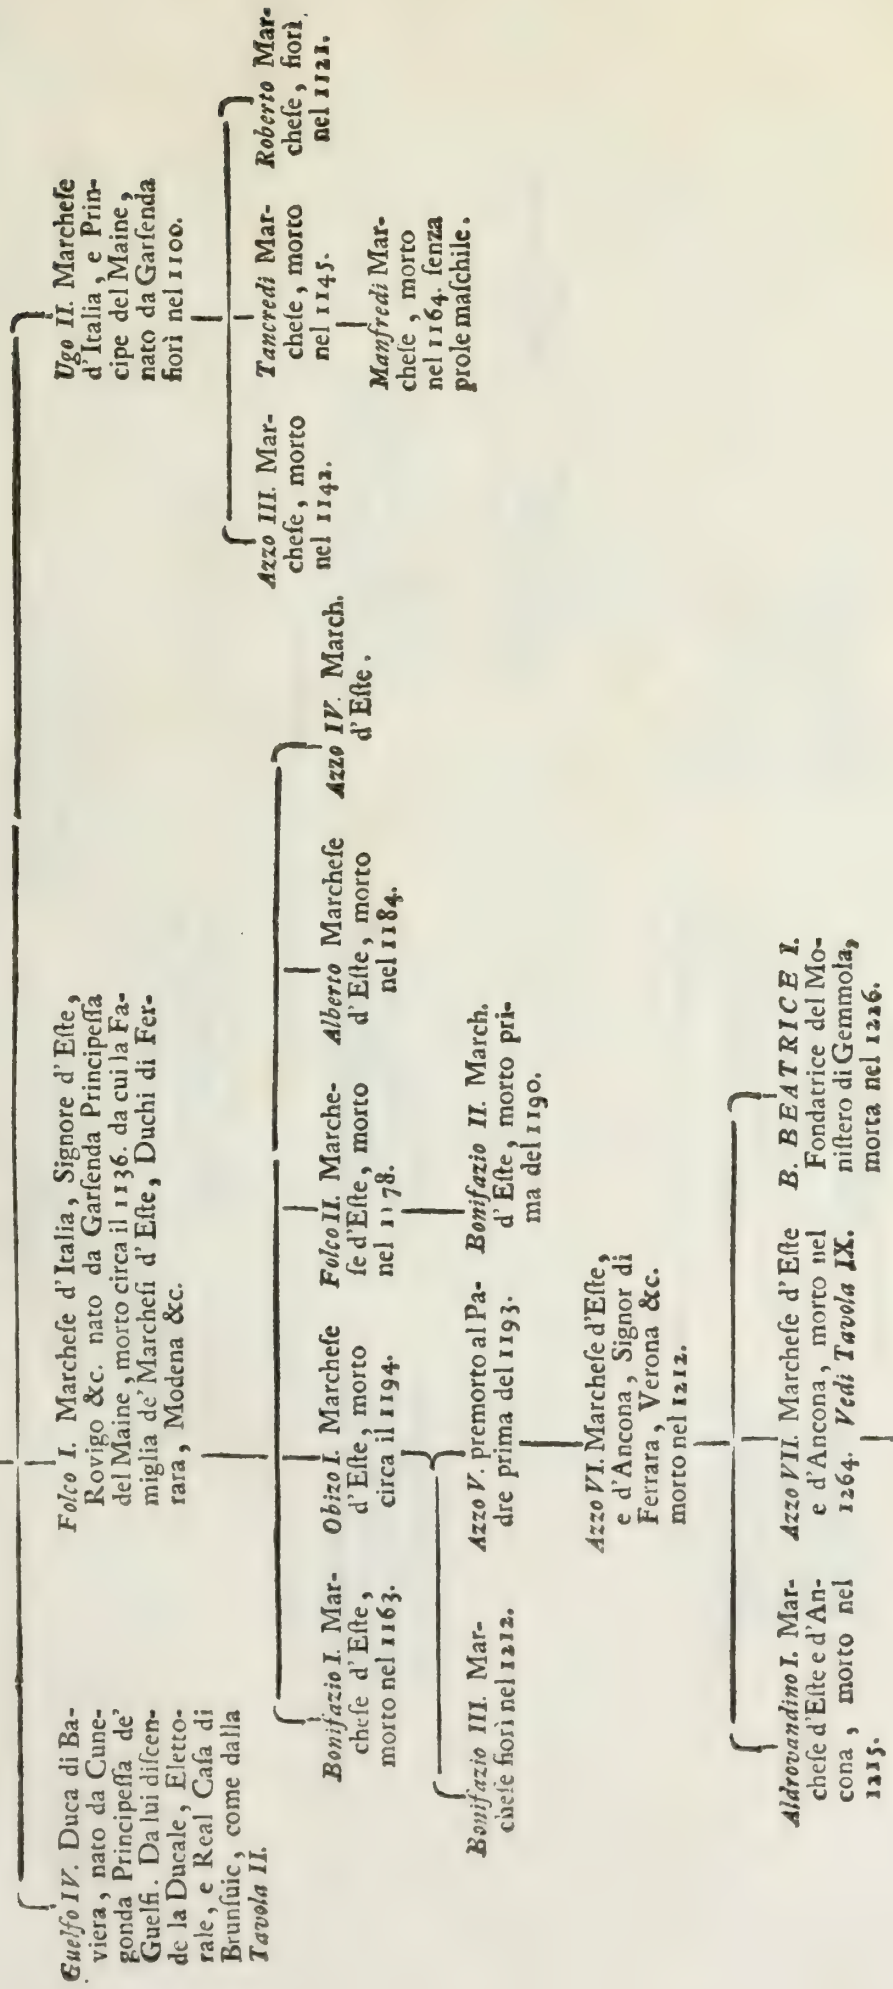 Guelfo IV. Duca di Ba-
viera, nato da Cune-
gonda Principeſſa de'
Guelfi. Da lui diſcen-
de la Ducale, Eletto-
rale, e Real Caſa di
Brunſuic, come dalla
Tavola II.
Folco I. Marcheſe d'Italia, Signore d'Eſte,
Rovigo &c. nato da Garſenda Principeſſa
del Maine, morto circa il 1136. da cui la Fa-
miglia de' Marcheſi d'Eſte, Duchi di Fer-
rara, Modena &c.
Ugo II. Marcheſe
d'Italia, e Prin-
cipe del Maine,
nato da Garſenda
fiorì nel 1100.
Bonifazio I. Mar-
cheſe d'Eſte,
morto nel 1163.
Obizo I. Marcheſe
d'Eſte, morto
circa il 1194.
Folco II. Marche-
ſe d'Eſte, morto
nel 1178.
Alberto Marcheſe
d'Eſte, morto
nel 1184.
Azzo IV. March.
d'Eſte.
Azzo III. Mar-
cheſe, morto
nel 1142.
Tancredi Mar-
cheſe, morto
nel 1145.
Roberto Mar-
cheſe, fiorì
nel 1121.
Bonifazio III. Mar-
cheſe fiorì nel 1212.
Azzo V. premorto al Pa-
dre prima del 1193.
Bonifazio II. March.
d'Eſte, morto pri-
ma del 1190.
Manfredi Mar-
cheſe, morto
nel 1164. ſenza
prole maſchile.
Azzo VI. Marcheſe d'Eſte,
e d'Ancona, Signor di
Ferrara, Verona &c.
morto nel 1212.
Aldrovandino I. Mar-
cheſe d'Eſte e d'An-
cona, morto nel
1215.
Azzo VII. Marcheſe d'Eſte
e d'Ancona, morto nel
1264. Vedi Tavola IX.
B. BEATRICE I.
Fondatrice del Mo-
niſtero di Gemmola,
morta nel 1226.